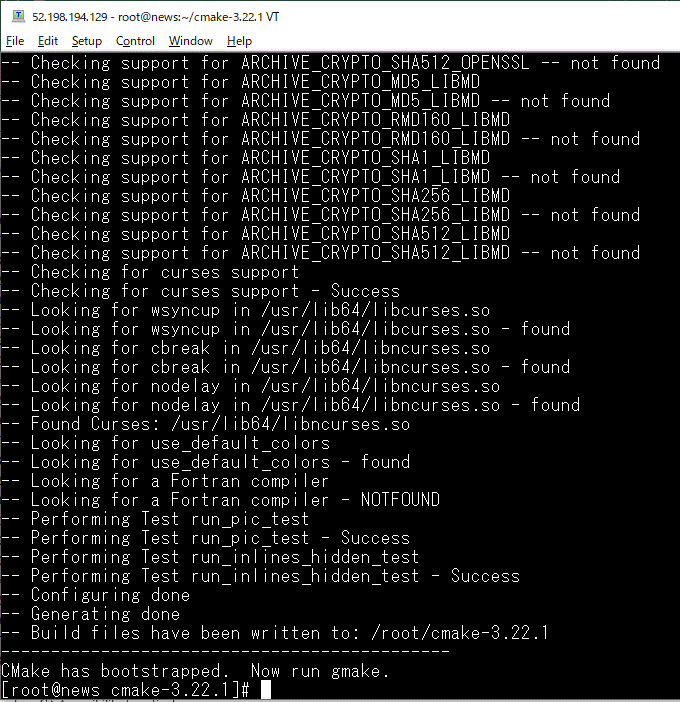 52.198.194.129 - root@news:~/cmake-3.22.1 VT
File Edit Setup Control Window Help
-- Checking support for ARCHIVE_CRYPTO_SHA512_OPENSSL -- not found
-- Checking support for ARCHIVE_CRYPTO_MD5_LIBMD
-- Checking support for ARCHIVE_CRYPTO_MD5_LIBMD -- not found
-- Checking support for ARCHIVE_CRYPTO_RMD160_LIBMD
-- Checking support for ARCHIVE_CRYPTO_RMD160_LIBMD -- not found
-- Checking support for ARCHIVE_CRYPTO_SHA1_LIBMD
-- Checking support for ARCHIVE_CRYPTO_SHA1_LIBMD -- not found
-- Checking support for ARCHIVE_CRYPTO_SHA256_LIBMD
-- Checking support for ARCHIVE_CRYPTO_SHA256_LIBMD -- not found
-- Checking support for ARCHIVE_CRYPTO_SHA512_LIBMD
-- Checking support for ARCHIVE_CRYPTO_SHA512_LIBMD -- not found
-- Checking for curses support
-- Checking for curses support - Success
-- Looking for wsyncup in /usr/lib64/libcurses.so
-- Looking for wsyncup in /usr/lib64/libcurses.so - found
-- Looking for cbreak in /usr/lib64/libncurses.so
-- Looking for cbreak in /usr/lib64/libncurses.so - found
-- Looking for nodelay in /usr/lib64/libncurses.so
-- Looking for nodelay in /usr/lib64/libncurses.so - found
-- Found Curses: /usr/lib64/libncurses.so
-- Looking for use_default_colors
-- Looking for use_default_colors - found
-- Looking for a Fortran compiler
-- Looking for a Fortran compiler - NOTFOUND
-- Performing Test run_pic_test
-- Performing Test run_pic_test - Success
-- Performing Test run_inlines_hidden_test
-- Performing Test run_inlines_hidden_test - Success
-- Configuring done
-- Generating done
-- Build files have been written to: /root/cmake-3.22.1
---------------------------------------------
CMake has bootstrapped.  Now run gmake.
[root@news cmake-3.22.1]#